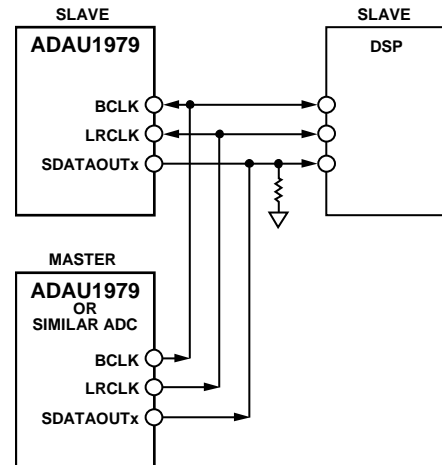 SLAVE
ADAU1979
BCLK
LRCLK
SDATAOUTx
SLAVE
DSP
MASTER
ADAU1979
OR
SIMILAR ADC
BCLK
LRCLK
SDATAOUTx